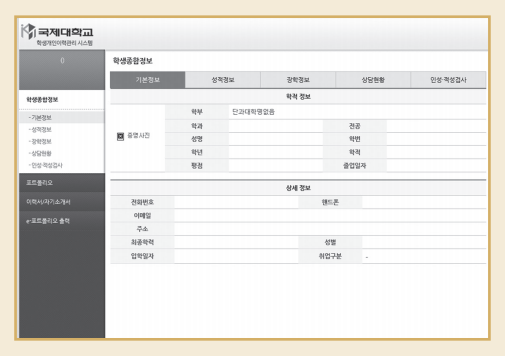 국제대학교
학생개인이력관리 시스템
0
학생종합정보
- 기본정보
- 성적정보
- 장학정보
- 상담현황
- 인성·적성검사
포트폴리오
이력서/자기소개서
e-포트폴리오 출력
학생종합정보
기본정보 성적정보 장학정보 상담현황 인성·적성검사
학적 정보
증명사진
학부 단과대학명없음
학과 전공
성명 학번
학년 학적
평점 졸업일자
상세 정보
전화번호 핸드폰
이메일
주소
최종학력 성별
입학일자 취업구분 -